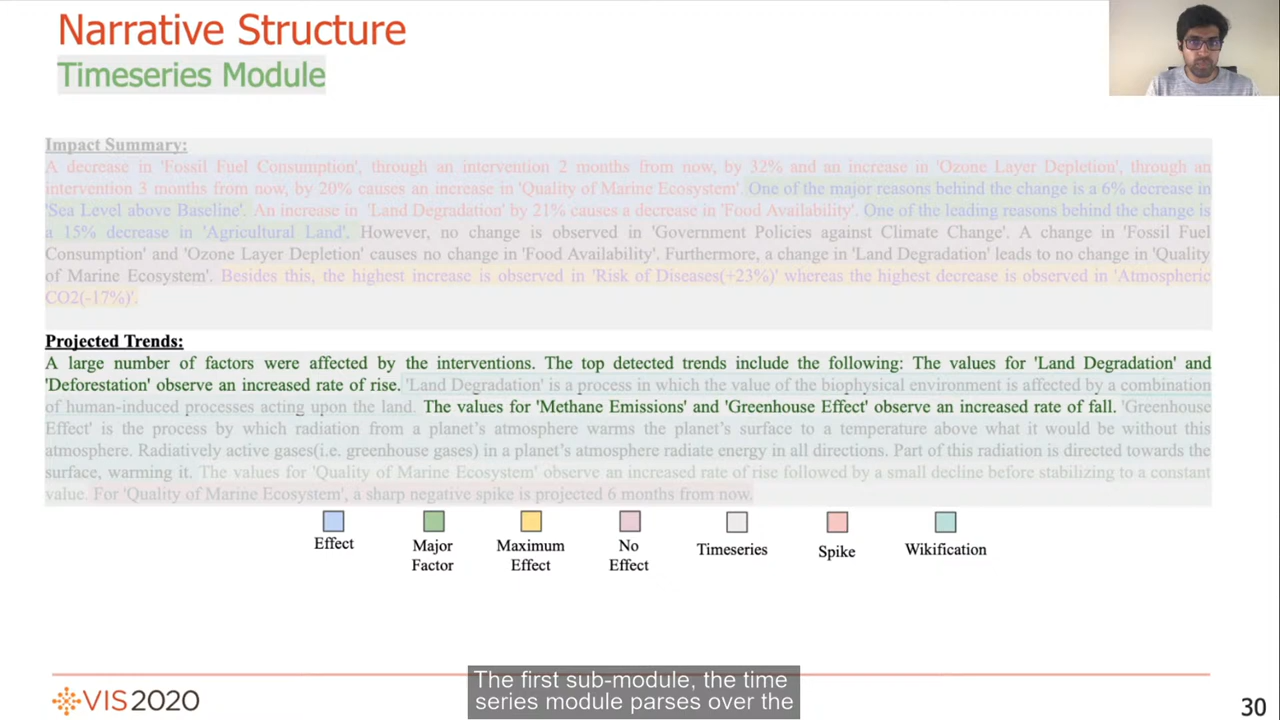 Narrative Structure
Timeseries Module
Impact Summary:
A decrease in 'Fossil Fuel Consumption', through an intervention 2 months from now, by 32% and an increase in 'Ozone Layer Depletion', through an
intervention 3 months from now, by 20% causes an increase in 'Quality of Marine Ecosystem'. One of the major reasons behind the change is a 6% decrease in
'Sea Level above Baseline'. An increase in 'Land Degradation' by 21% causes a decrease in 'Food Availability'. One of the leading reasons behind the change is
a 15% decrease in 'Agricultural Land'. However, no change is observed in 'Government Policies against Climate Change'. A change in 'Fossil Fuel
Consumption' and 'Ozone Layer Depletion' causes no change in 'Food Availability'. Furthermore, a change in 'Land Degradation' leads to no change in 'Quality
of Marine Ecosystem'. Besides this, the highest increase is observed in 'Risk of Diseases(+23%)' whereas the highest decrease is observed in 'Atmospheric
CO2(-17%)'.
Projected Trends:
A large number of factors were affected by the interventions. The top detected trends include the following: The values for 'Land Degradation' and
'Deforestation' observe an increased rate of rise. 'Land Degradation' is a process in which the value of the biophysical environment is affected by a combination
of human-induced processes acting upon the land. The values for 'Methane Emissions' and 'Greenhouse Effect' observe an increased rate of fall. 'Greenhouse
Effect' is the process by which radiation from a planet's atmosphere warms the planet's surface to a temperature above what it would be without this
atmosphere. Radiatively active gases(i.e. greenhouse gases) in a planet's atmosphere radiate energy in all directions. Part of this radiation is directed towards the
surface, warming it. The values for 'Quality of Marine Ecosystem' observe an increased rate of rise followed by a small decline before stabilizing to a constant
value. For 'Quality of Marine Ecosystem', a sharp negative spike is projected 6 months from now.
Effect
Major
Factor
Maximum
Effect
No
Effect
Timeseries
Spike
Wikification
The first sub-module, the time
series module parses over the
VIS2020
30